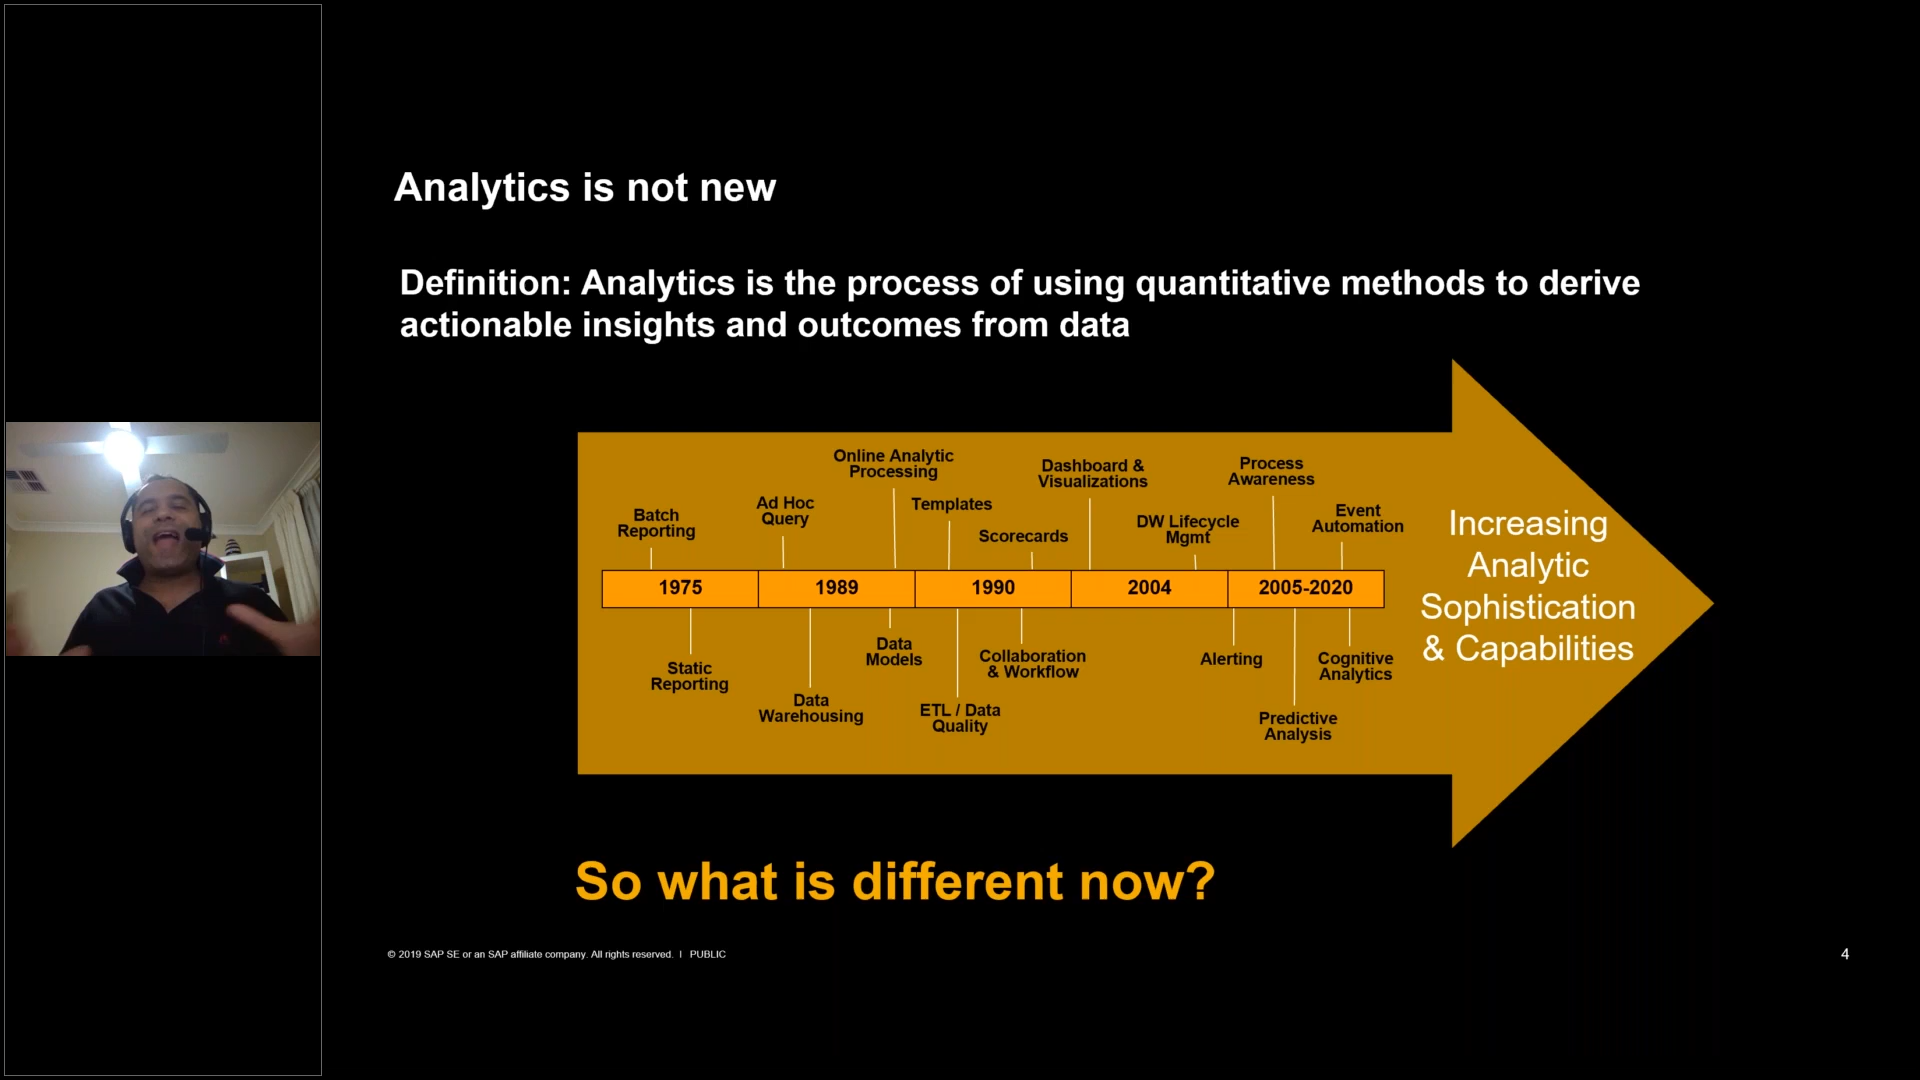 Analytics is not new
Definition: Analytics is the process of using quantitative methods to derive
actionable insights and outcomes from data
Online Analytic
Processing
Dashboard &
Visualizations
Process
Awareness
Batch
Reporting
Ad Hoc
Query
Templates
Scorecards
DW Lifecycle
Mgmt
Event
Automation
1975
1989
1990
2004
2005-2020
Static
Reporting
Data
Warehousing
Data
Models
ETL / Data
Quality
Collaboration
& Workflow
Alerting
Predictive
Analysis
Cognitive
Analytics
Increasing
Analytic
Sophistication
& Capabilities
So what is different now?
© 2019 SAP SE or an SAP affiliate company. All rights reserved. I PUBLIC
4